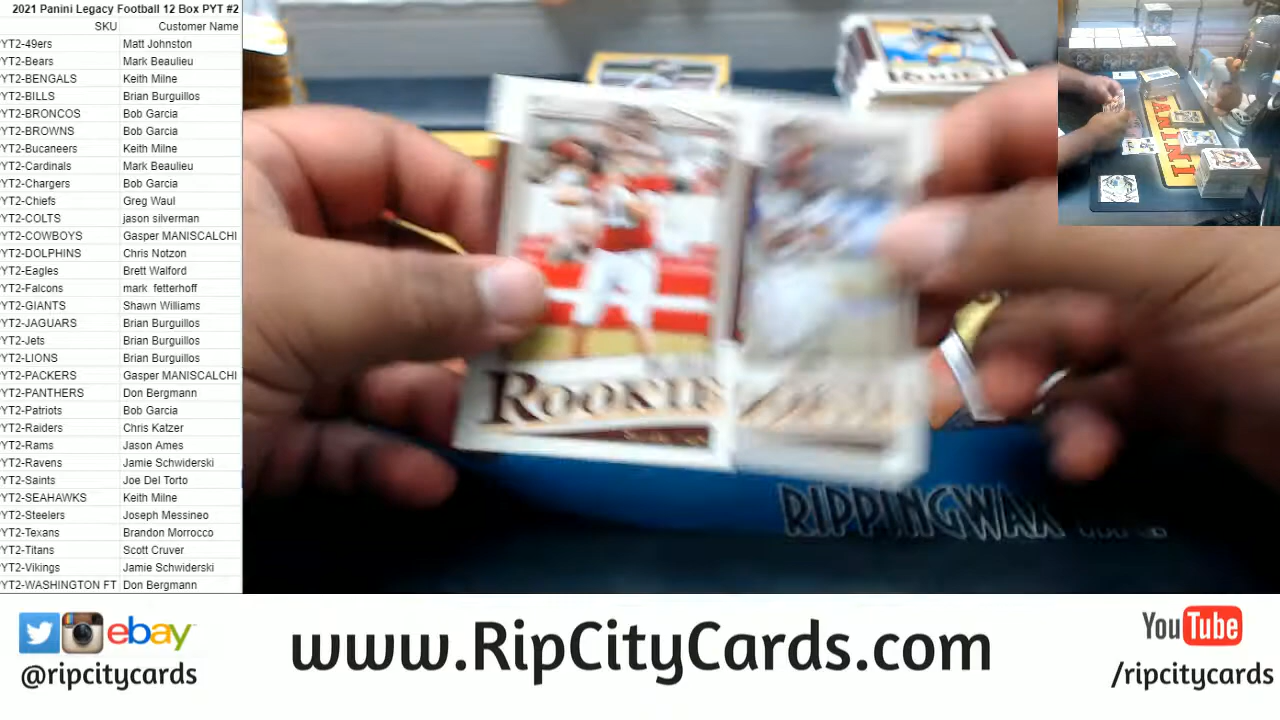 2021 Panini Legacy Football 12 Box PYT #2
SKU Customer Name
YT2-49ers Matt Johnston
YT2-Bears Mark Beaulieu
YT2-BENGALS Keith Milne
YT2-BILLS Brian Burguillos
YT2-BRONCOS Bob Garcia
YT2-BROWNS Bob Garcia
YT2-Bucaneers Keith Milne
YT2-Cardinals Mark Beaulieu
YT2-Chargers Bob Garcia
YT2-Chiefs Greg Waul
YT2-COLTS jason silverman
YT2-COWBOYS Gasper MANISCALCHI
YT2-DOLPHINS Chris Notzon
YT2-Eagles Brett Walford
YT2-Falcons mark fetterhoff
YT2-GIANTS Shawn Williams
YT2-JAGUARS Brian Burguillos
YT2-Jets Brian Burguillos
YT2-LIONS Brian Burguillos
YT2-PACKERS Gasper MANISCALCHI
YT2-PANTHERS Don Bergmann
YT2-Patriots Bob Garcia
YT2-Raiders Chris Katzer
YT2-Rams Jason Ames
YT2-Ravens Jamie Schwiderski
YT2-Saints Joe Del Torto
YT2-SEAHAWKS Keith Milne
YT2-Steelers Joseph Messineo
YT2-Texans Brandon Morrocco
YT2-Titans Scott Cruver
YT2-Vikings Jamie Schwiderski
YT2-WASHINGTON FT Don Bergmann
ROOKIE
ROOKIE
PANINI
RIPPINGWAX
ebay
@ripcitycards
www.RipCityCards.com
YouTube
/ripcitycards